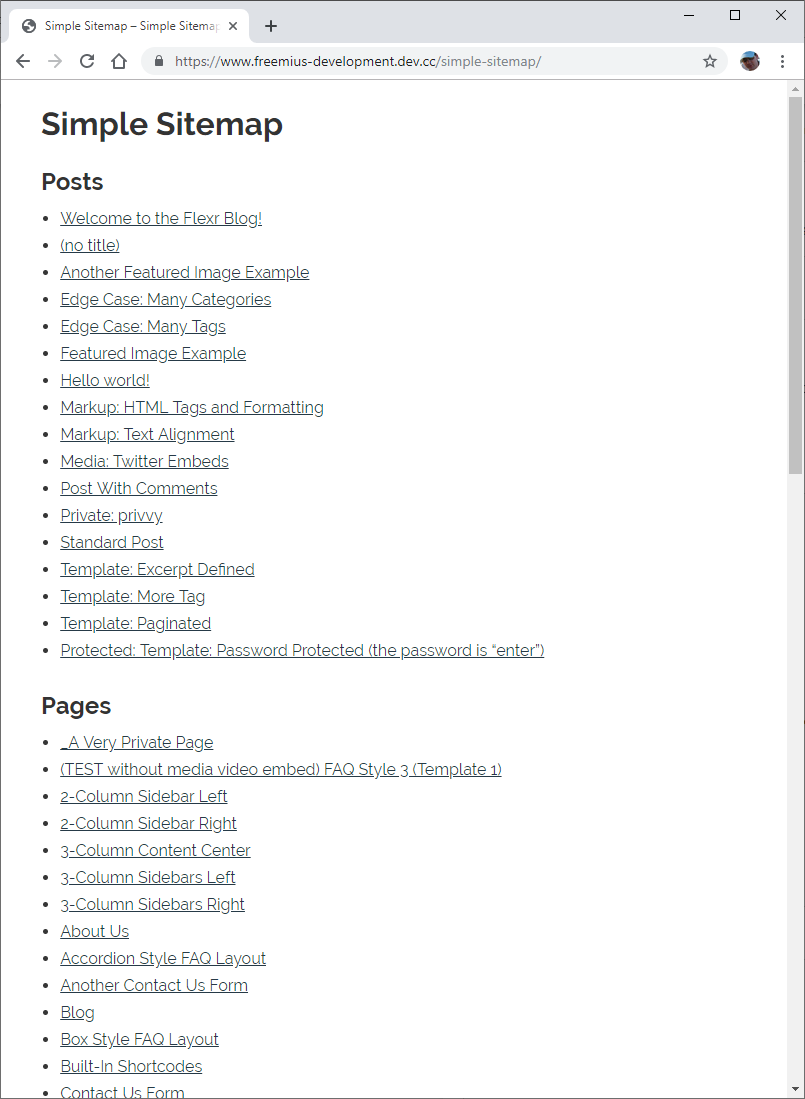 Simple Sitemap – Simple Sitemap
https://www.freemius-development.dev.cc/simple-sitemap/
Simple Sitemap
Posts
Welcome to the Flexr Blog!
(no title)
Another Featured Image Example
Edge Case: Many Categories
Edge Case: Many Tags
Featured Image Example
Hello world!
Markup: HTML Tags and Formatting
Markup: Text Alignment
Media: Twitter Embeds
Post With Comments
Private: privvy
Standard Post
Template: Excerpt Defined
Template: More Tag
Template: Paginated
Protected: Template: Password Protected (the password is “enter”)
Pages
_A Very Private Page
(TEST without media video embed) FAQ Style 3 (Template 1)
2-Column Sidebar Left
2-Column Sidebar Right
3-Column Content Center
3-Column Sidebars Left
3-Column Sidebars Right
About Us
Accordion Style FAQ Layout
Another Contact Us Form
Blog
Box Style FAQ Layout
Built-In Shortcodes
Contact Us Form